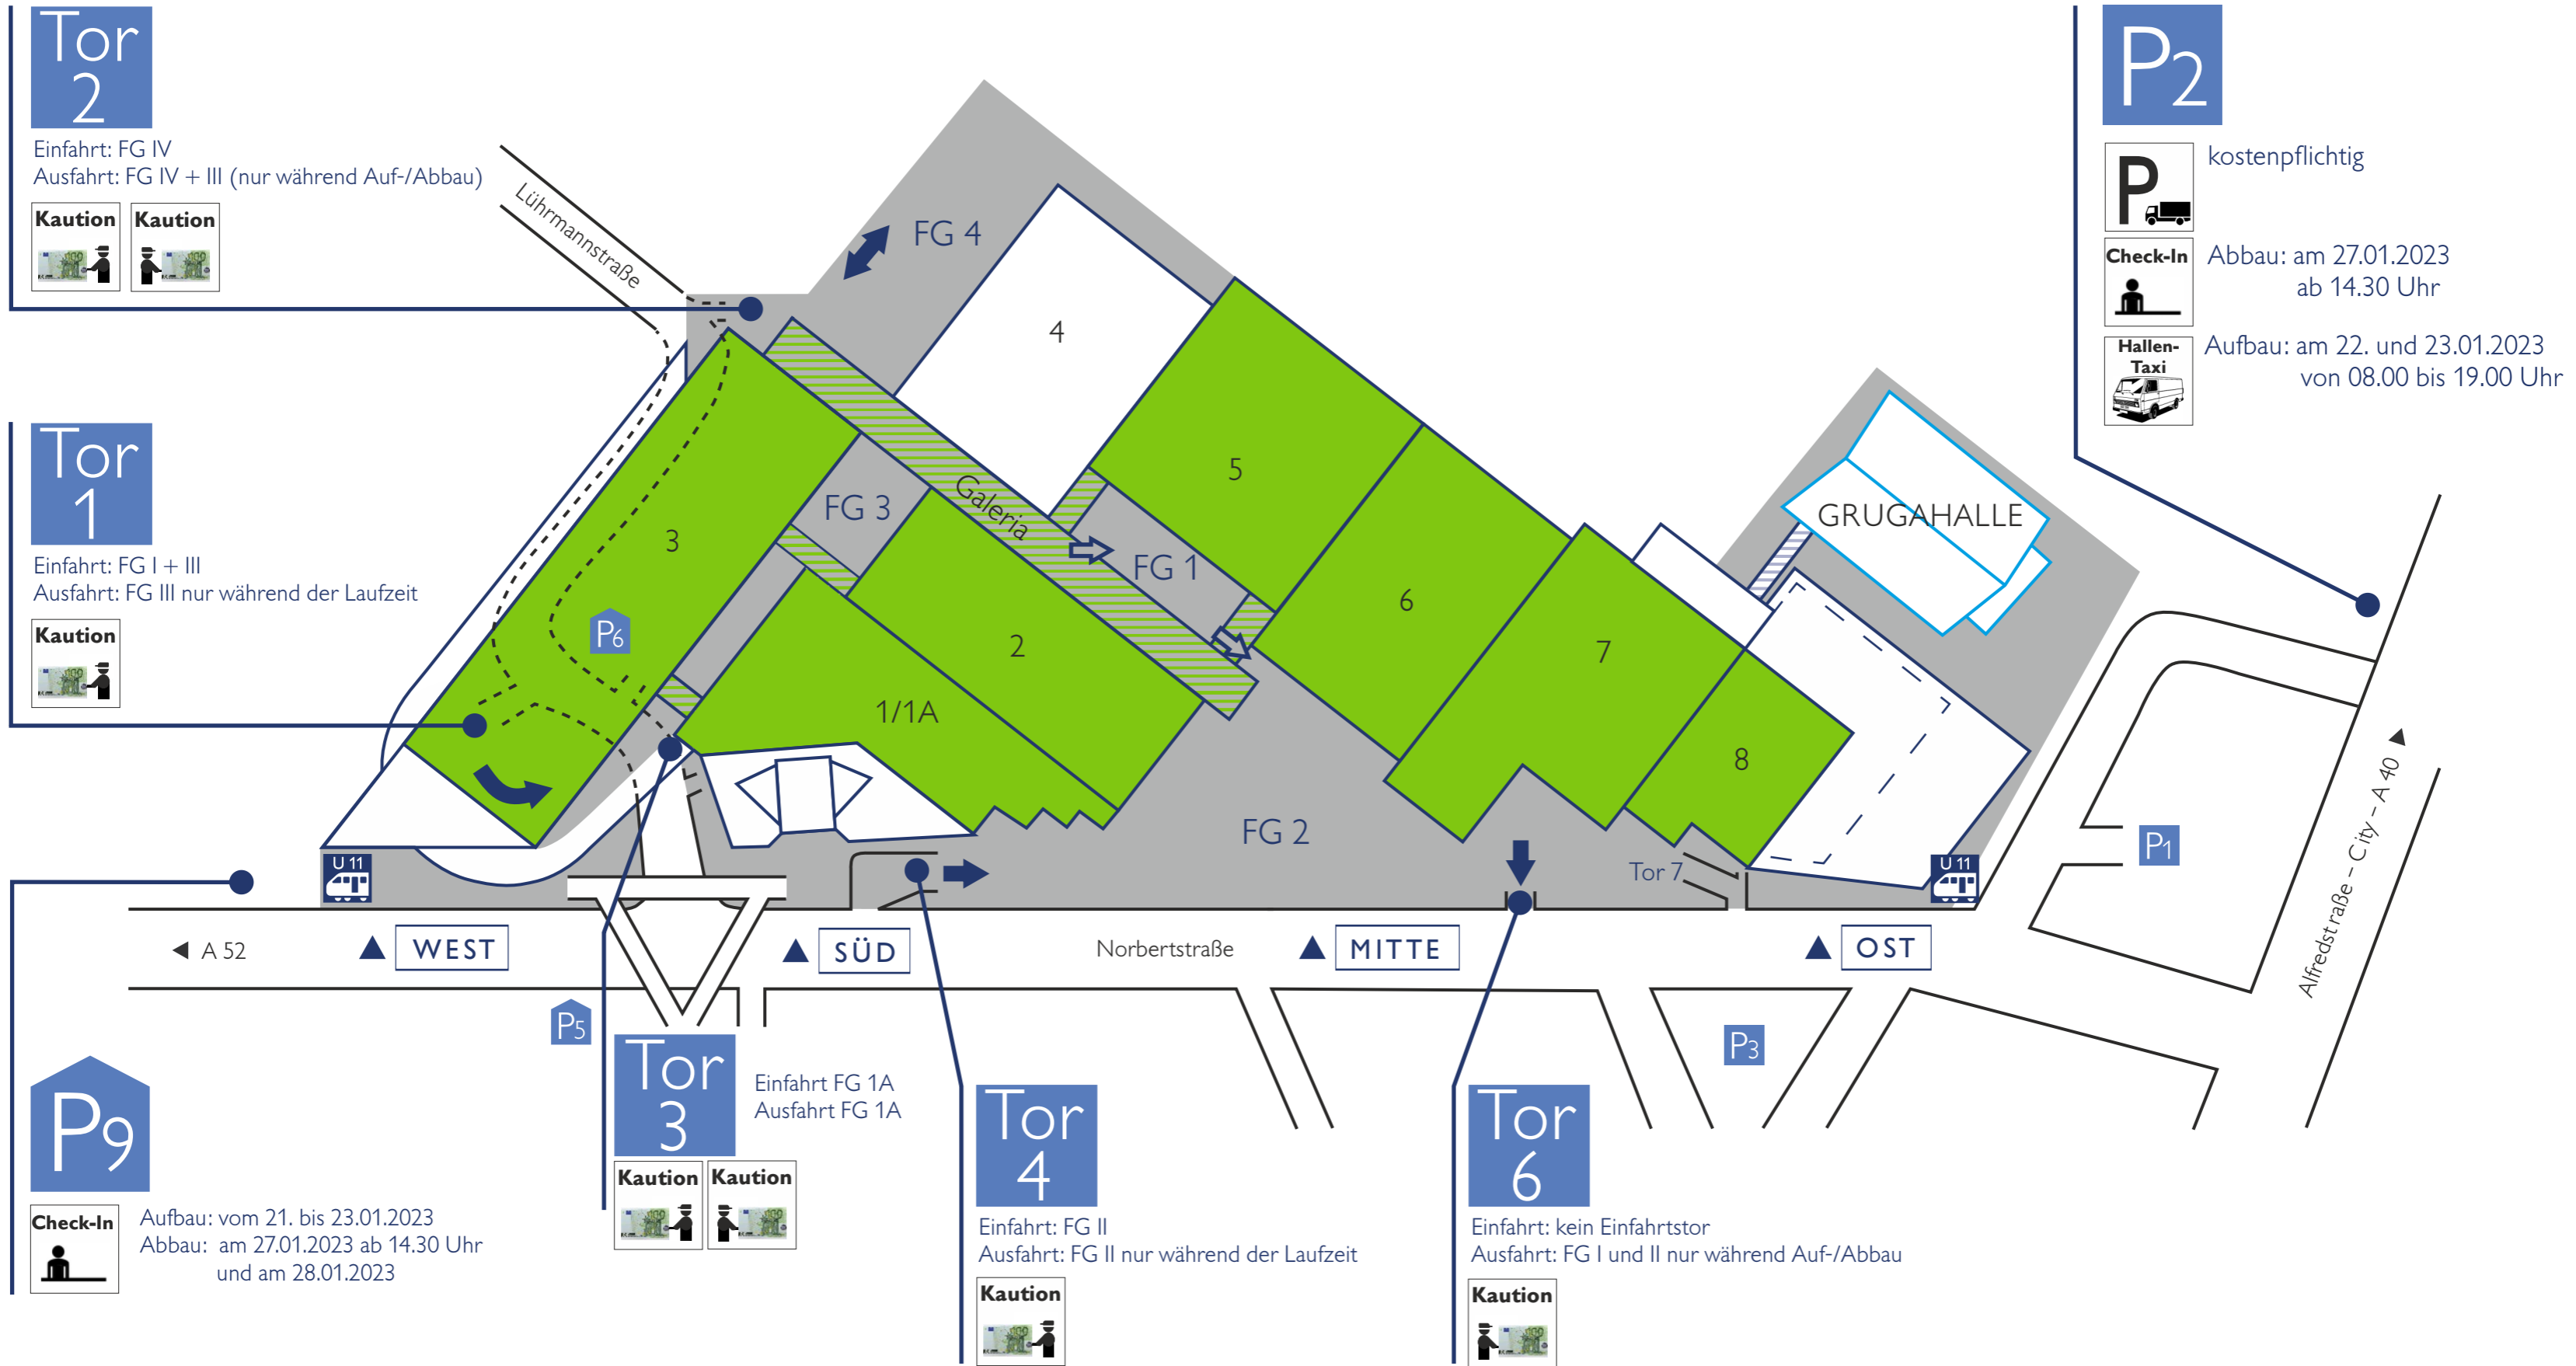 Tor
2
Einfahrt: FG IV
Ausfahrt: FG IV + III (nur während Auf-/Abbau)
Kaution
Kaution
Tor
1
Einfahrt: FG I + III
Ausfahrt: FG III nur während der Laufzeit
Kaution
P2
P
kostenpflichtig
Check-In
Abbau: am 27.01.2023
ab 14.30 Uhr
Hallen-
Taxi
Aufbau: am 22. und 23.01.2023
von 08.00 bis 19.00 Uhr
Lührmannstraße
FG 4
4
5
3
FG 3
Galeria
FG 1
6
GRUGAHALLE
P6
2
7
1/1A
8
FG 2
Tor 7
U 11
U 11
P1
Alfredstraße – City – A 40
A 52
WEST
SÜD
Norbertstraße
MITTE
OST
P5
P3
P9
Check-In
Aufbau: vom 21. bis 23.01.2023
Abbau: am 27.01.2023 ab 14.30 Uhr
und am 28.01.2023
Tor
3
Einfahrt FG 1A
Ausfahrt FG 1A
Kaution
Kaution
Tor
4
Einfahrt: FG II
Ausfahrt: FG II nur während der Laufzeit
Kaution
Tor
6
Einfahrt: kein Einfahrtstor
Ausfahrt: FG I und II nur während Auf-/Abbau
Kaution